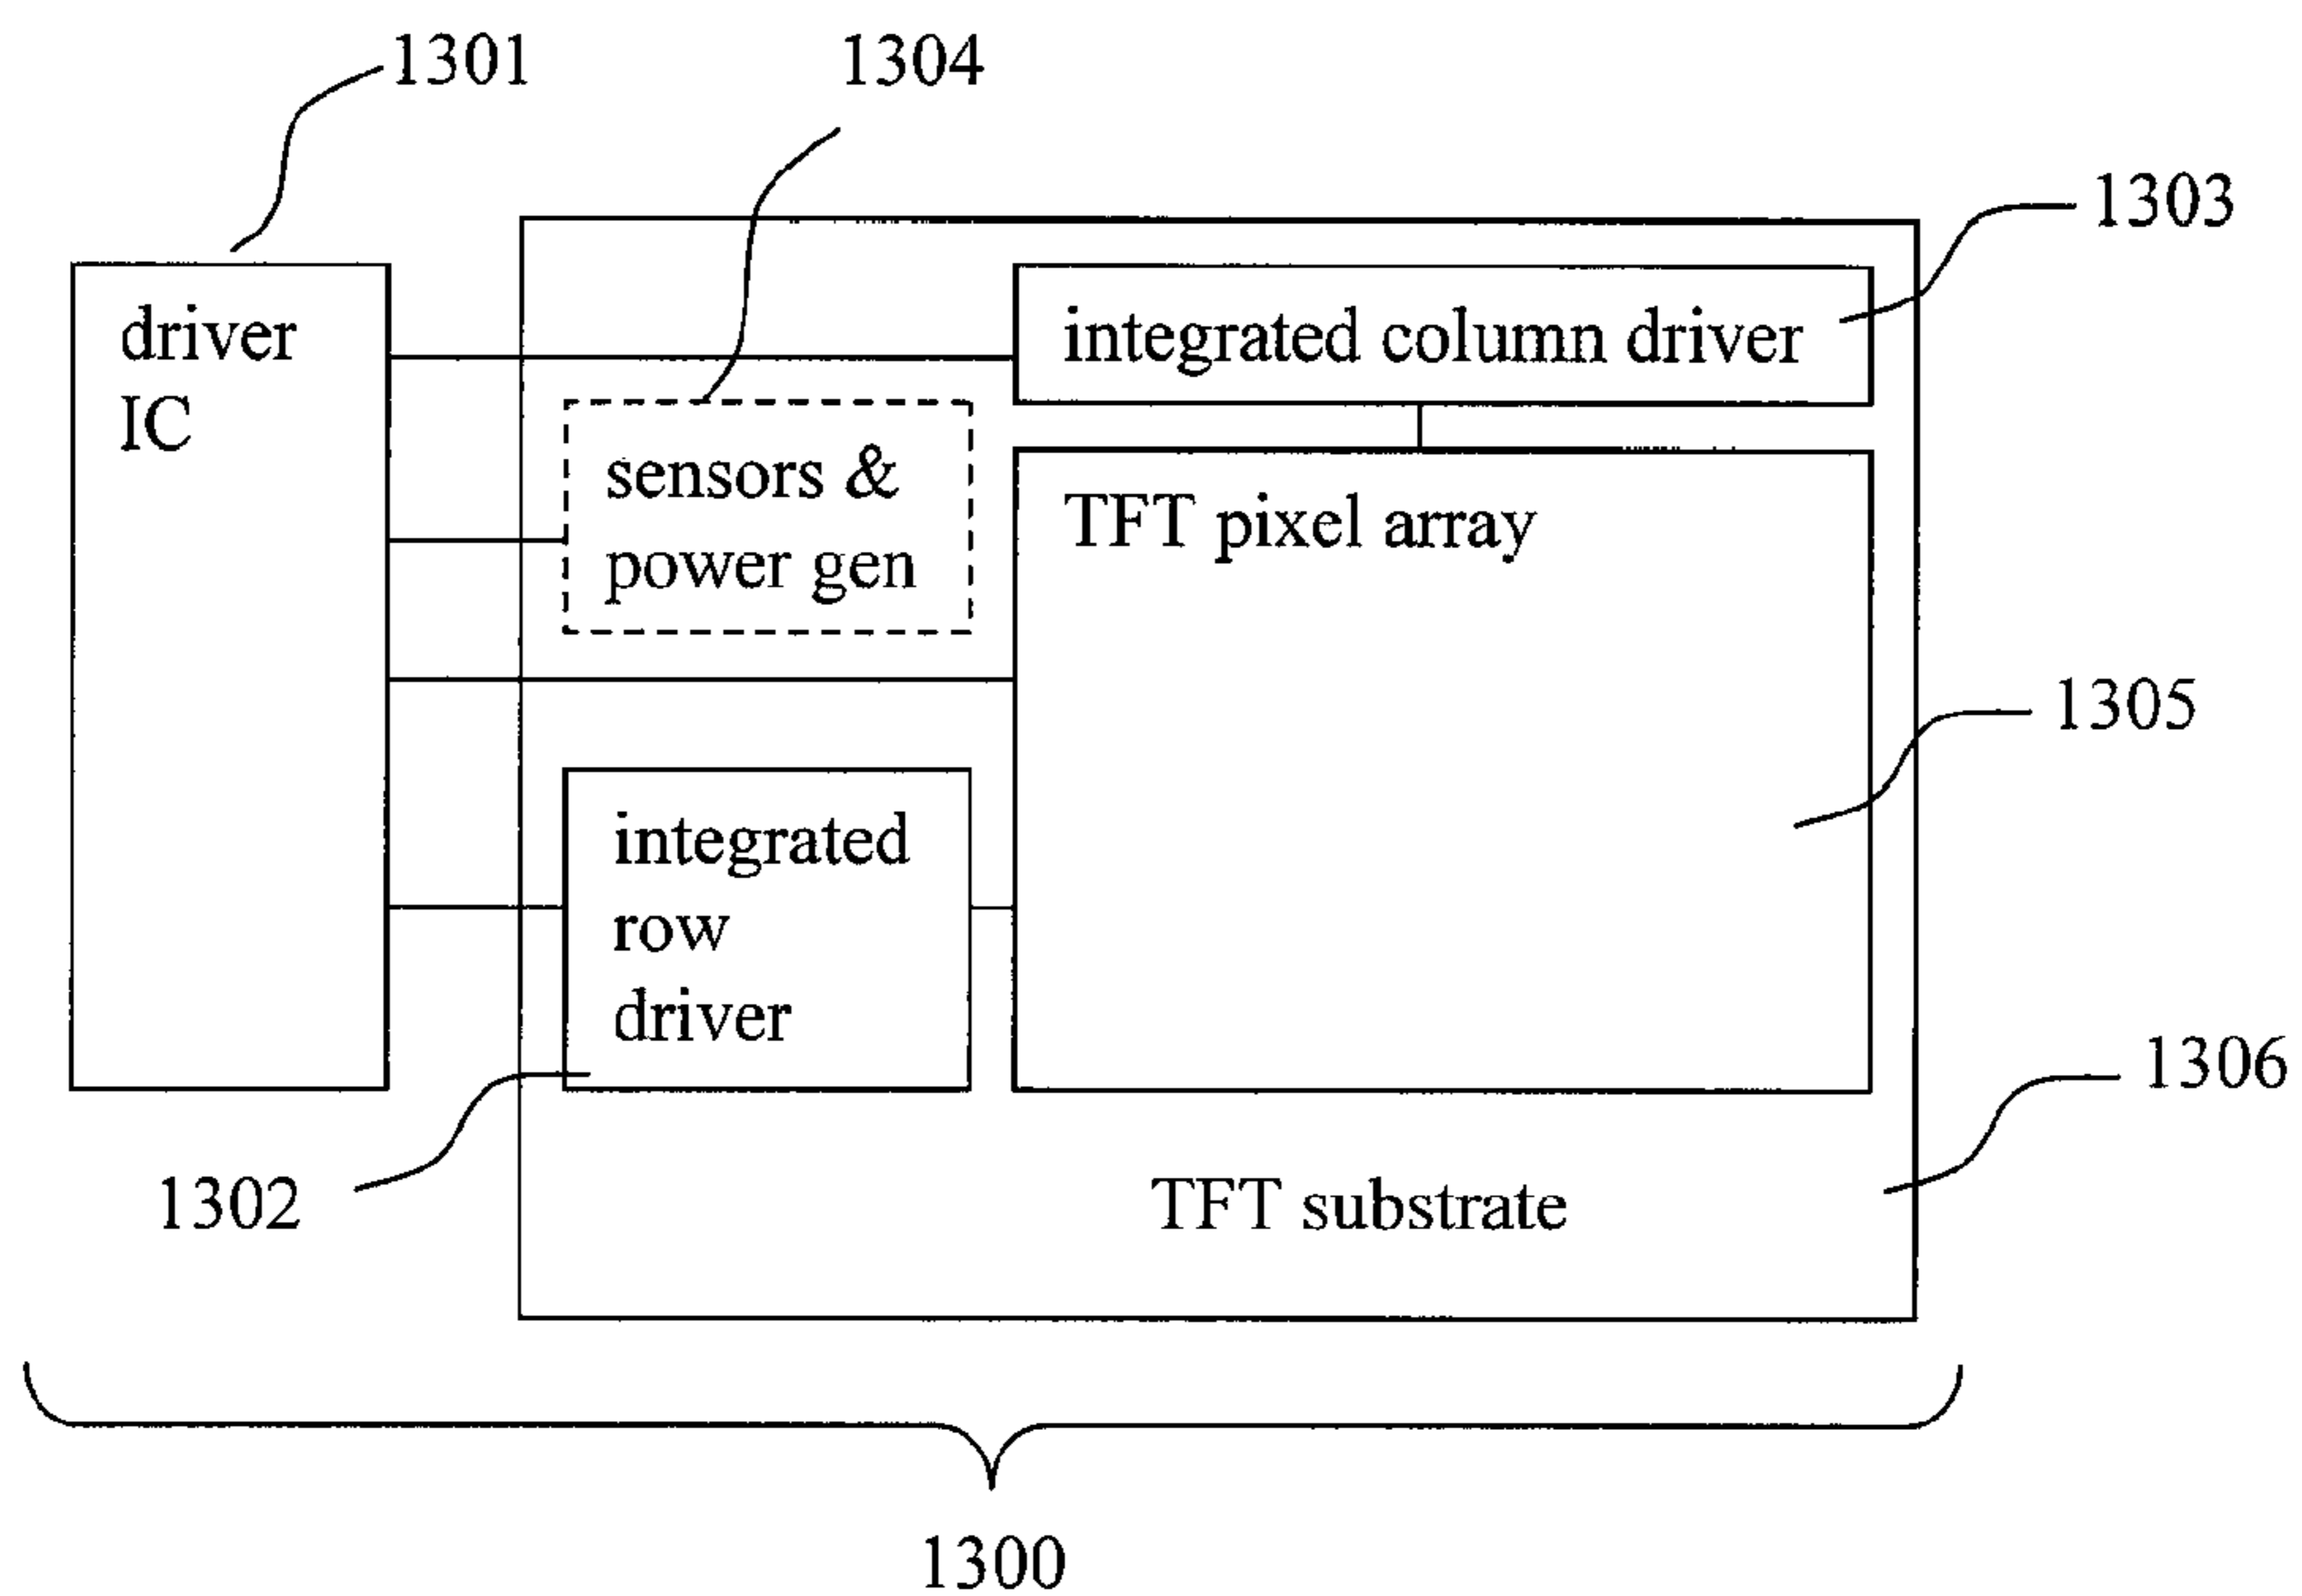 1301
1304
1303
driver
IC
integrated column driver
sensors &
power gen
TFT pixel array
1305
integrated
row
driver
1306
1302
TFT substrate
1300